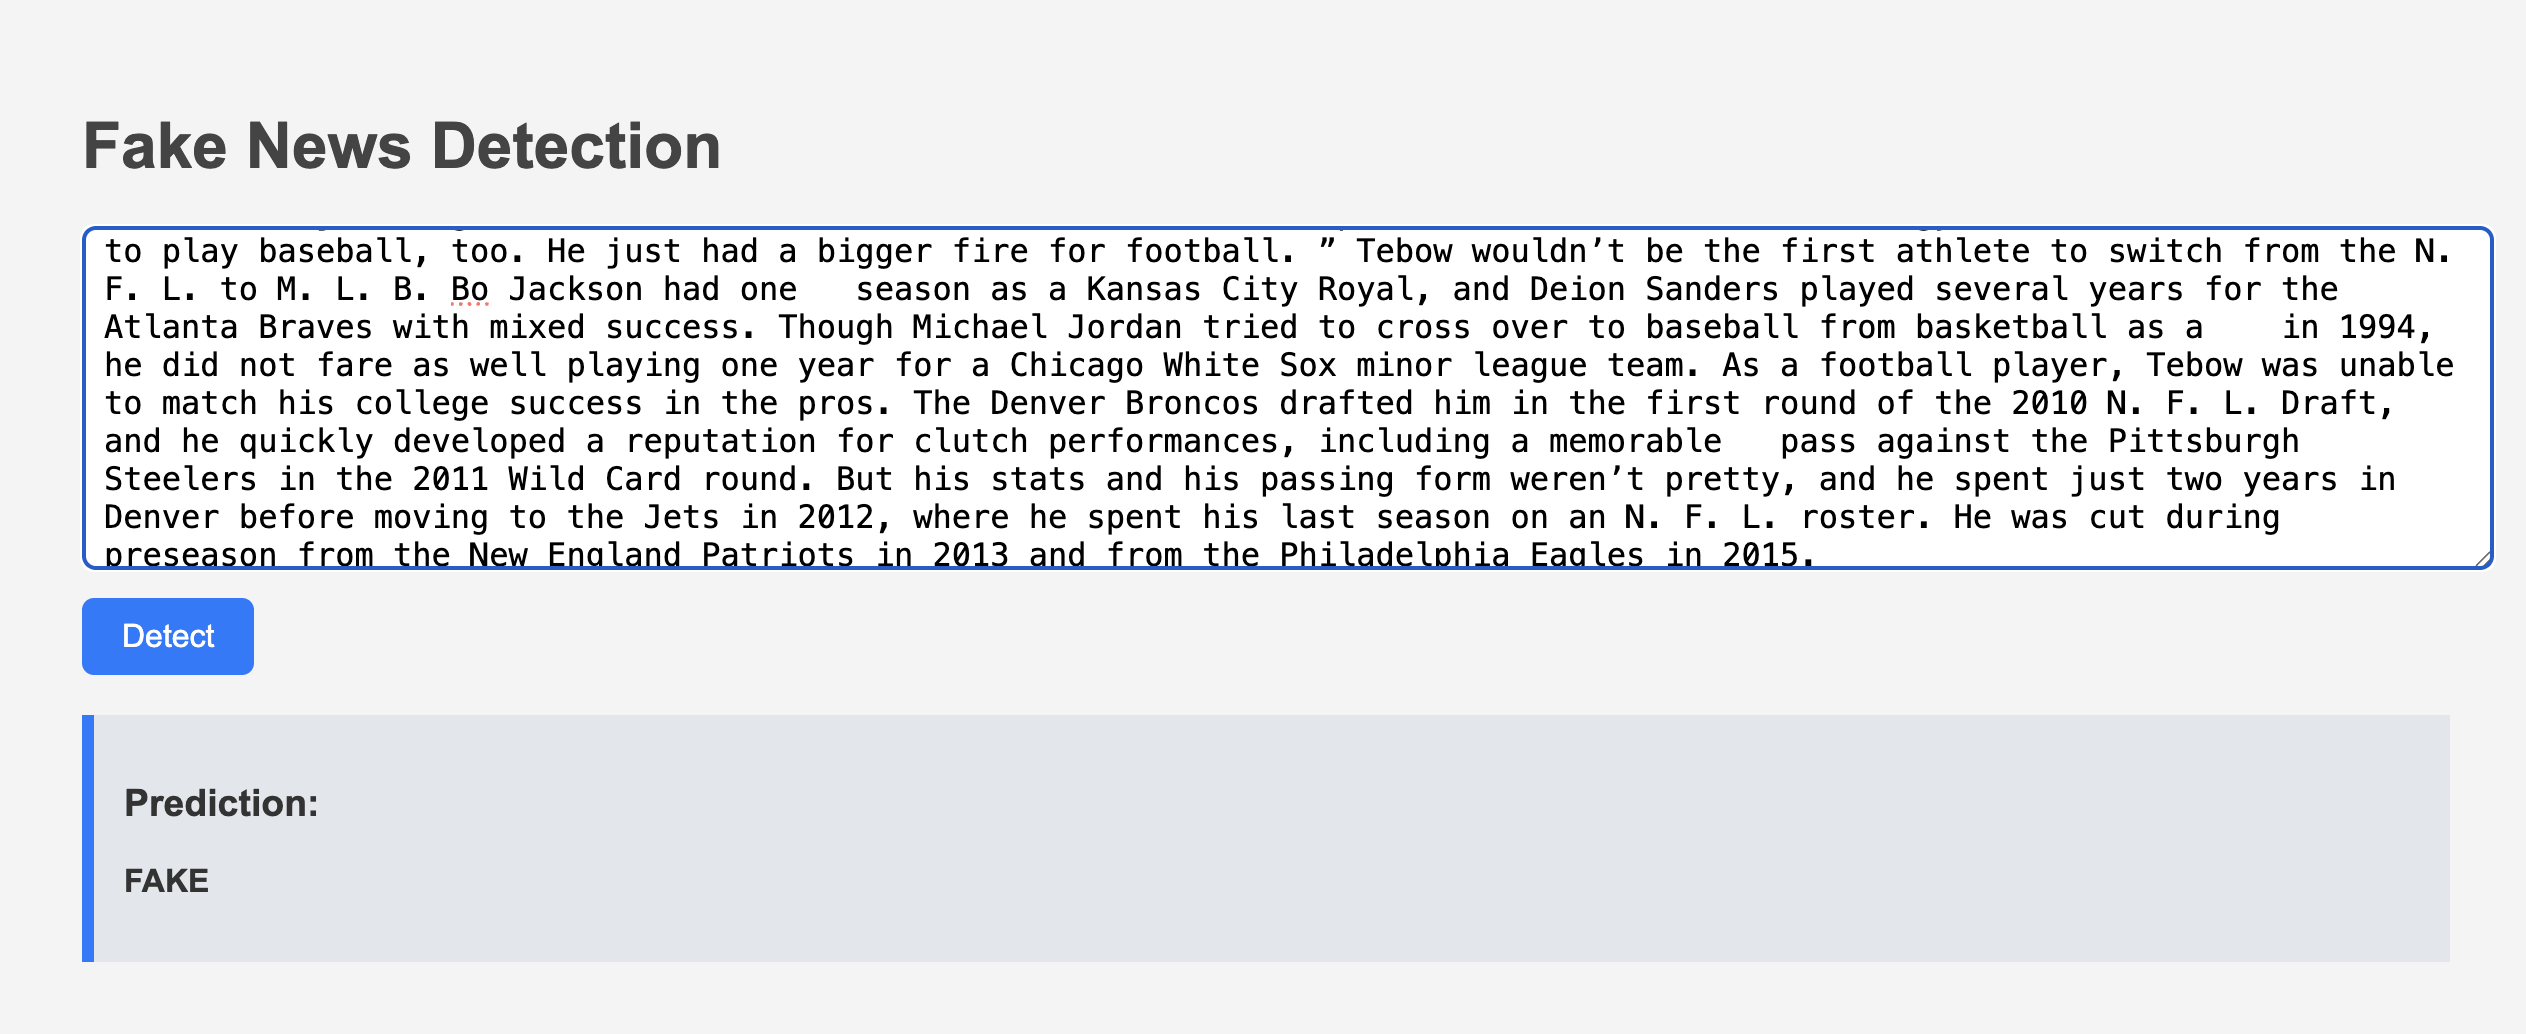 Fake News Detection
to play baseball, too. He just had a bigger fire for football. ” Tebow wouldn’t be the first athlete to switch from the N.
F. L. to M. L. B. Bo Jackson had one   season as a Kansas City Royal, and Deion Sanders played several years for the
Atlanta Braves with mixed success. Though Michael Jordan tried to cross over to baseball from basketball as a    in 1994,
he did not fare as well playing one year for a Chicago White Sox minor league team. As a football player, Tebow was unable
to match his college success in the pros. The Denver Broncos drafted him in the first round of the 2010 N. F. L. Draft,
and he quickly developed a reputation for clutch performances, including a memorable   pass against the Pittsburgh
Steelers in the 2011 Wild Card round. But his stats and his passing form weren’t pretty, and he spent just two years in
Denver before moving to the Jets in 2012, where he spent his last season on an N. F. L. roster. He was cut during
preseason from the New England Patriots in 2013 and from the Philadelphia Eagles in 2015.
Detect
Prediction:
FAKE